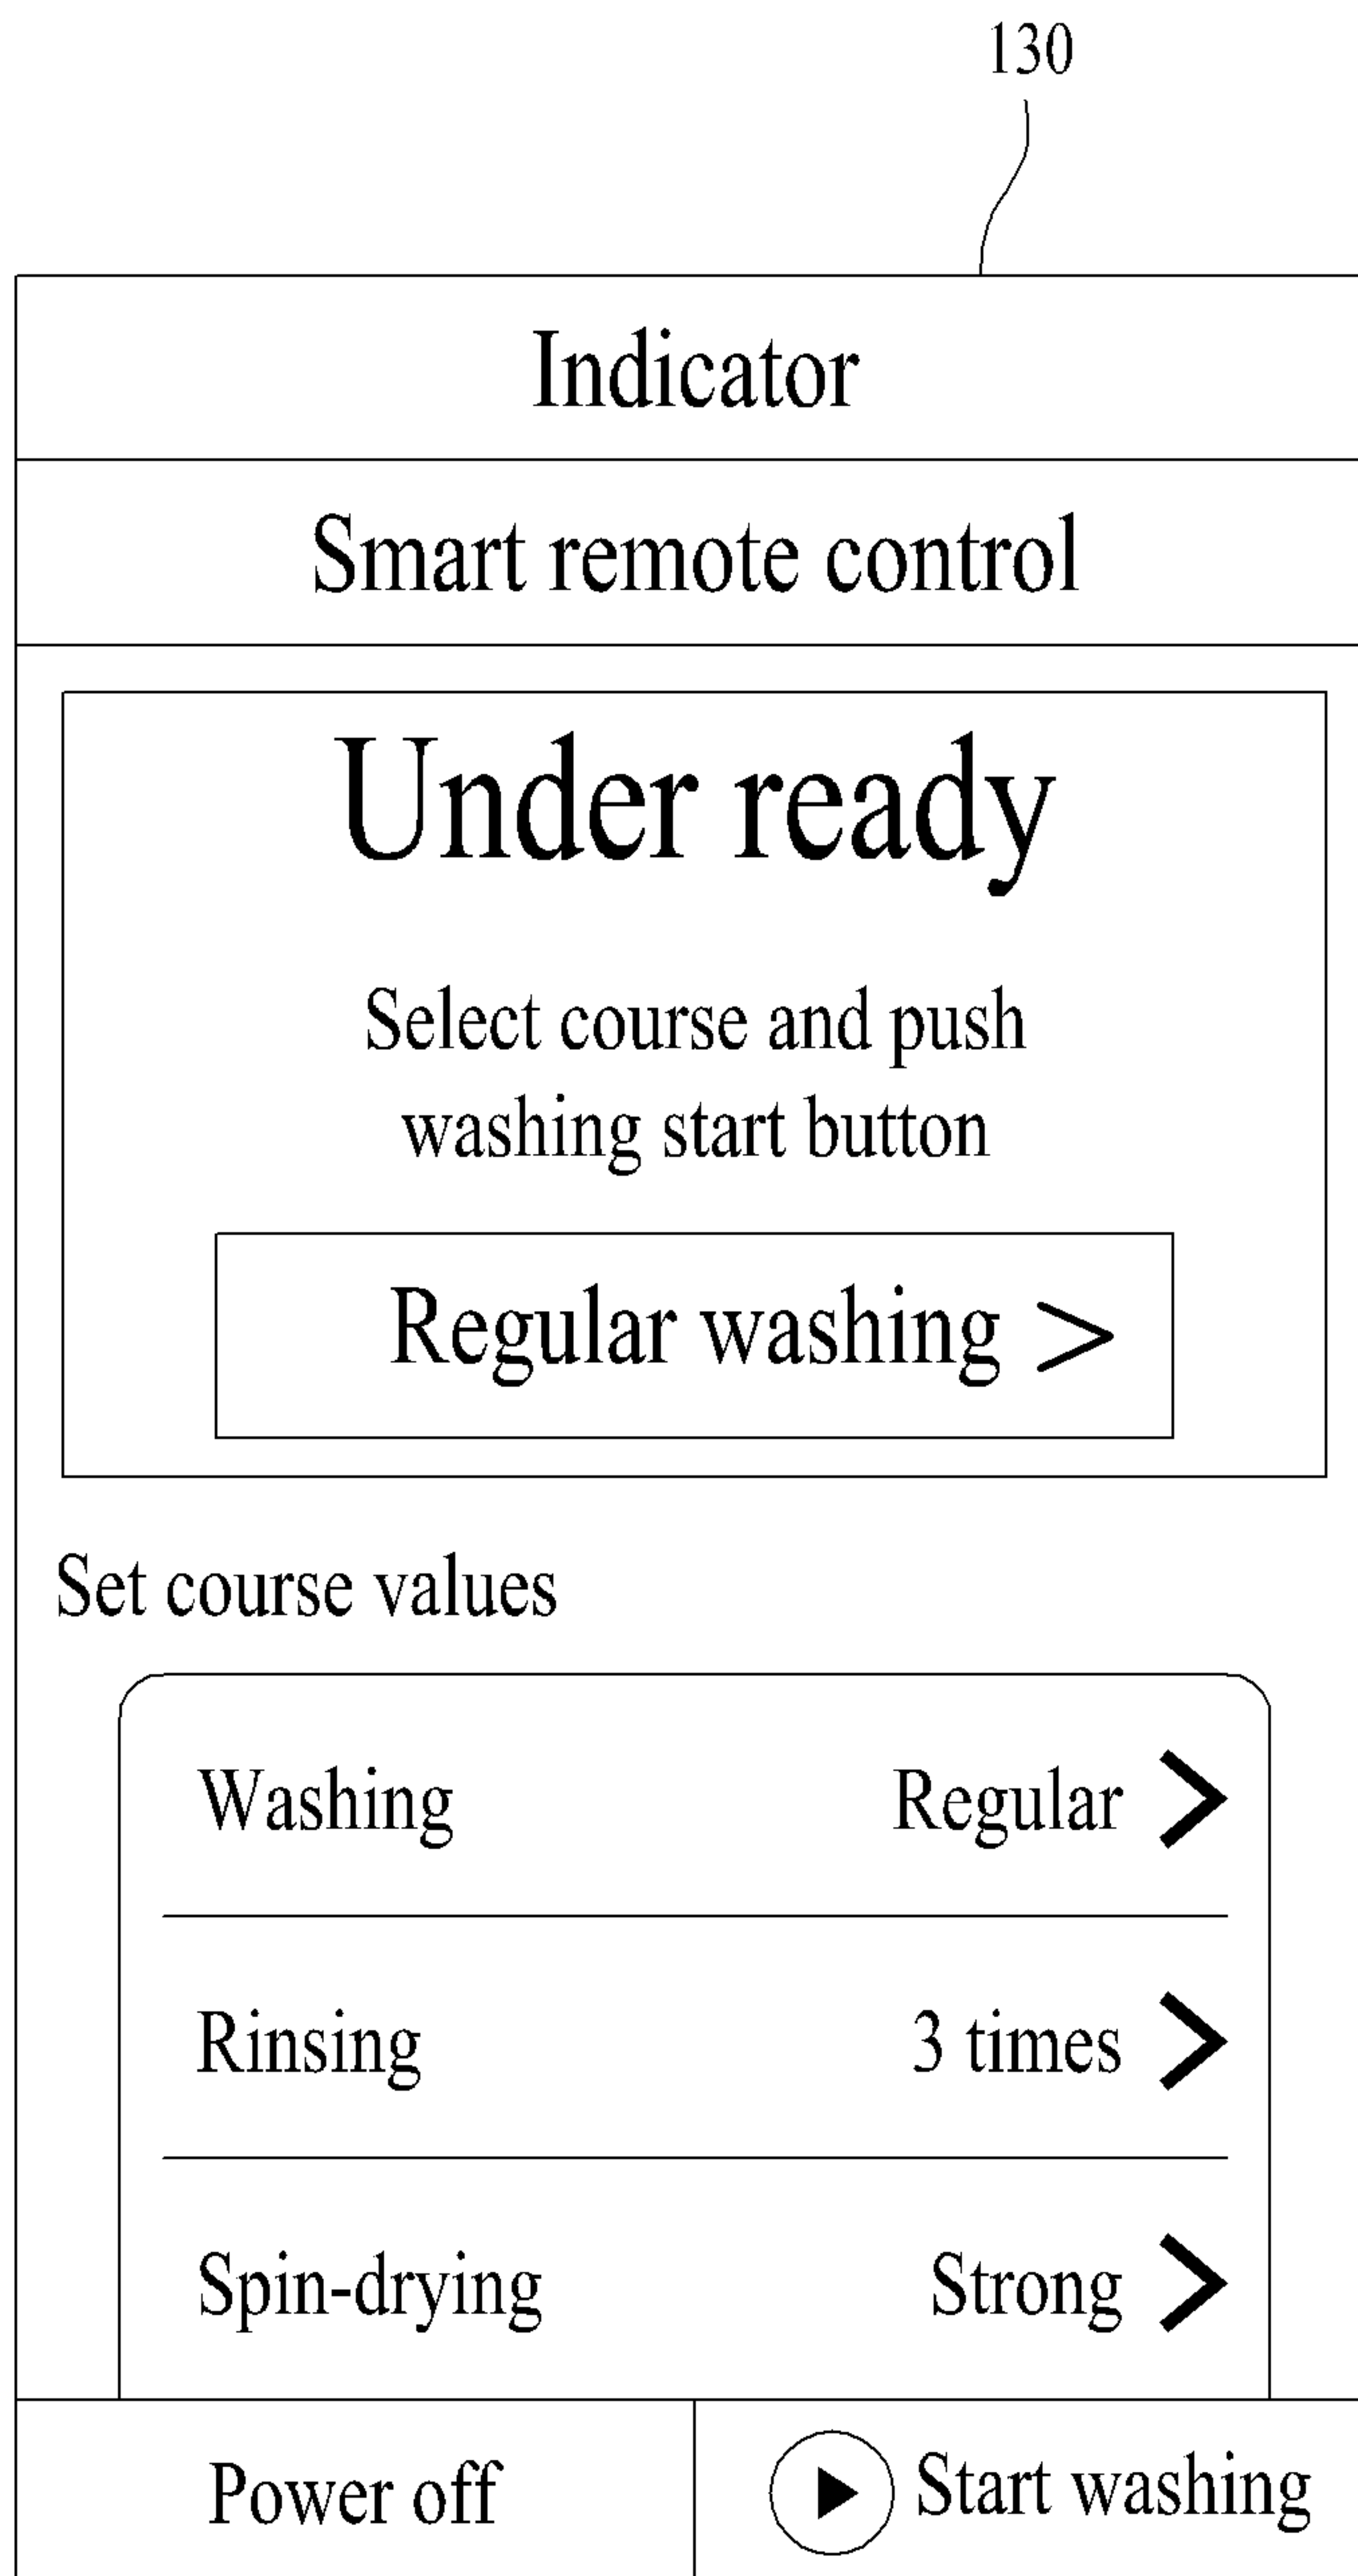 130
Indicator
Smart remote control
Under ready
Select course and push
washing start button
Regular washing >
Set course values
Washing Regular
Rinsing 3 times
Spin-drying Strong
Power off Start washing